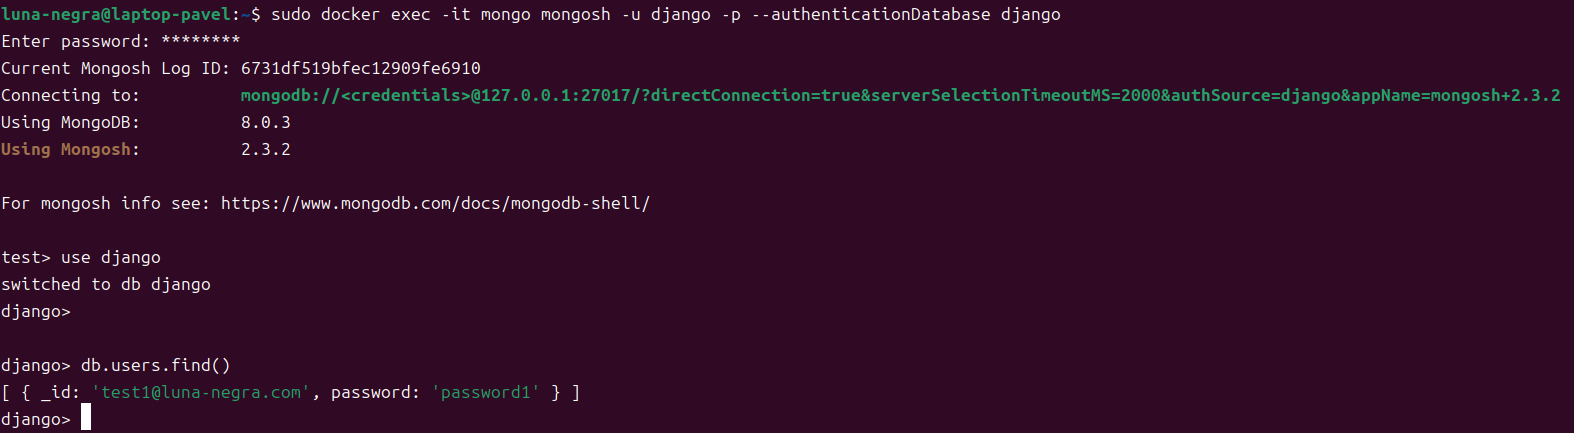 luna-negra@laptop-pavel:~$ sudo docker exec -it mongo mongosh -u django -p --authenticationDatabase django
Enter password: ********
Current Mongosh Log ID: 6731df519bfec12909fe6910
Connecting to:          mongodb://<credentials>@127.0.0.1:27017/?directConnection=true&serverSelectionTimeoutMS=2000&authSource=django&appName=mongosh+2.3.2
Using MongoDB:          8.0.3
Using Mongosh:          2.3.2
For mongosh info see: https://www.mongodb.com/docs/mongodb-shell/
test> use django
switched to db django
django>
django> db.users.find()
[ { _id: 'test1@luna-negra.com', password: 'password1' } ]
django>